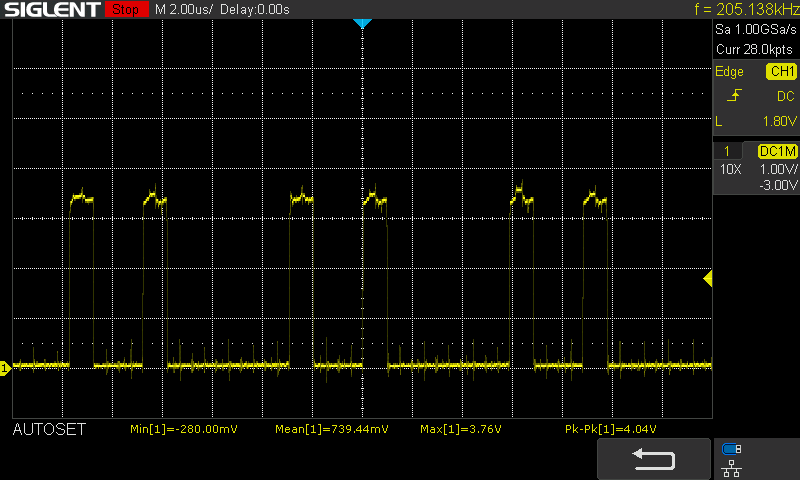 SIGLENT Stop M 2.00us/ Delay:0.00s f = 205.138kHz
Sa 1.00GSa/s
Curr 28.0kpts
Edge CH1
DC
L 1.80V
1 DC1M
10X 1.00V/
-3.00V
1
AUTOSET Min[1]=-280.00mV Mean[1]=739.44mV Max[1]=3.76V Pk-Pk[1]=4.04V